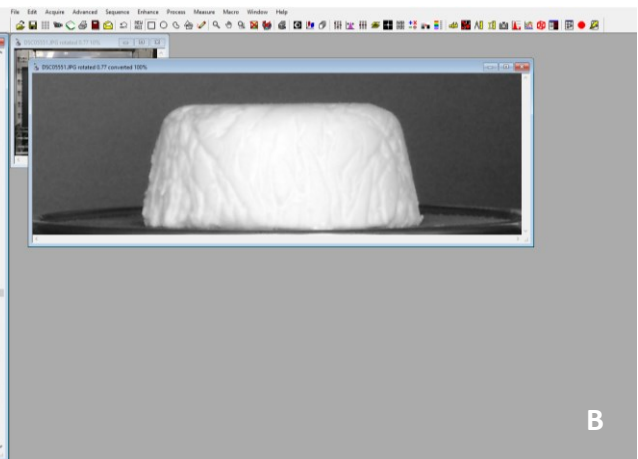 File Edit Acquire Advanced Sequence Enhance Process Measure Macro Window Help
DSC05551.JPG rotated 0.77 converted 100%
B